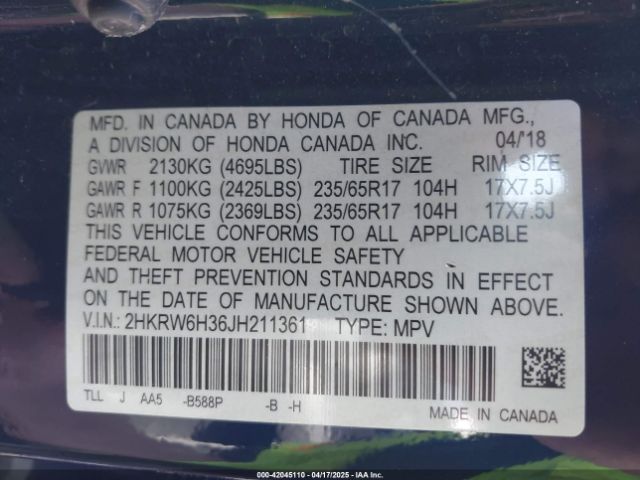 MFD. IN CANADA BY HONDA OF CANADA MFG.,
A DIVISION OF HONDA CANADA INC. 04/'18
GVWR 2130KG (4695LBS) TIRE SIZE RIM SIZE
GAWR F 1100KG (2425LBS) 235/65R17 104H 17X7.5J
GAWR R 1075KG (2369LBS) 235/65R17 104H 17X7.5J
THIS VEHICLE CONFORMS TO ALL APPLICABLE
FEDERAL MOTOR VEHICLE SAFETY
AND THEFT PREVENTION STANDARDS IN EFFECT
ON THE DATE OF MANUFACTURE SHOWN ABOVE.
V.I.N.: 2HKRW6H36JH211361 TYPE: MPV
TLL J AA5 -B588P -B -H
MADE IN CANADA
000-42045110 - 04/17/2025 - IAA Inc.